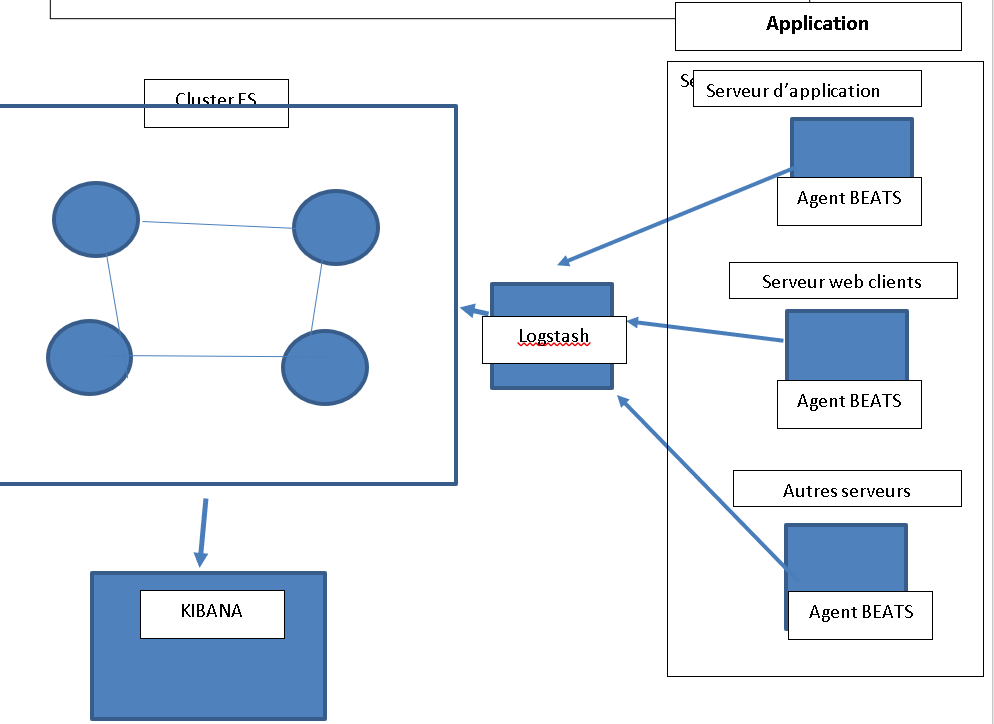 Application
Cluster ES
Serveur d'application
Agent BEATS
Serveur web clients
Agent BEATS
Logstash
Autres serveurs
Agent BEATS
KIBANA